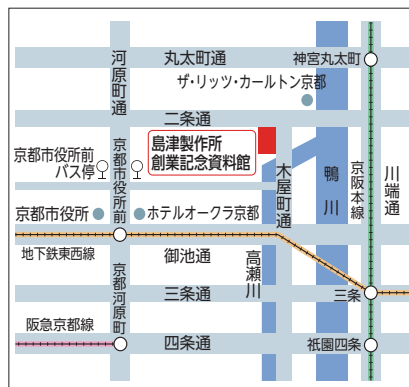 河原町通
丸太町通
神宮丸太町
ザ・リッツ・カールトン京都
二条通
島津製作所
創業記念資料館
京都市役所前
バス停
京都市役所前
木屋町通
鴨川
京阪本線
川端通
京都市役所
ホテルオークラ京都
地下鉄東西線
御池通
高瀬川
京都河原町
三条通
三条
阪急京都線
四条通
祇園四条